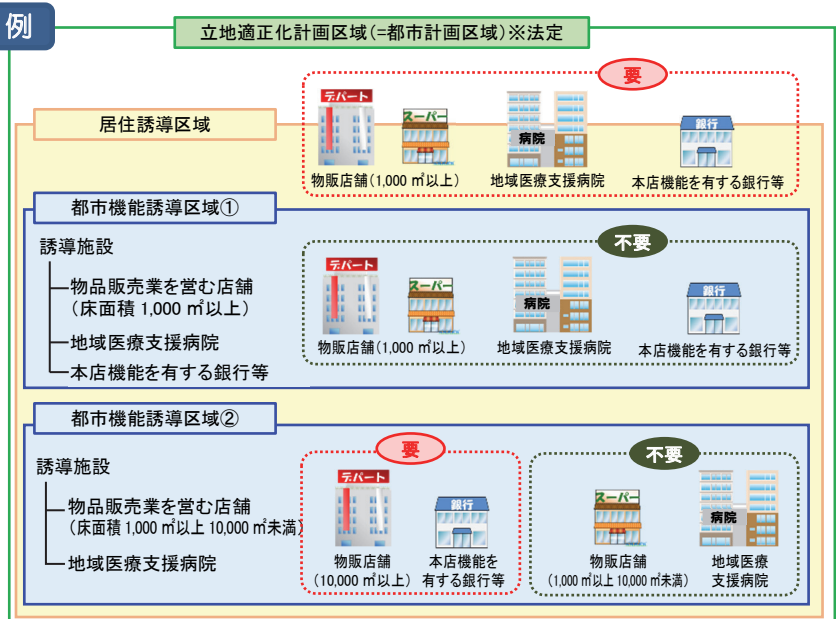 例
立地適正化計画区域(=都市計画区域)※法定
要
居住誘導区域
デパート
スーパー
病院
銀行
物販店舗(1,000 ㎡以上)
地域医療支援病院
本店機能を有する銀行等
都市機能誘導区域①
誘導施設
物品販売業を営む店舗
(床面積 1,000 ㎡以上)
地域医療支援病院
本店機能を有する銀行等
不要
デパート
スーパー
病院
銀行
物販店舗(1,000 ㎡以上)
地域医療支援病院
本店機能を有する銀行等
都市機能誘導区域②
誘導施設
物品販売業を営む店舗
(床面積 1,000 ㎡以上 10,000 ㎡未満)
地域医療支援病院
要
デパート
銀行
物販店舗
(10,000 ㎡以上)
本店機能を
有する銀行等
不要
スーパー
病院
物販店舗
(1,000 ㎡以上 10,000 ㎡未満)
地域医療
支援病院